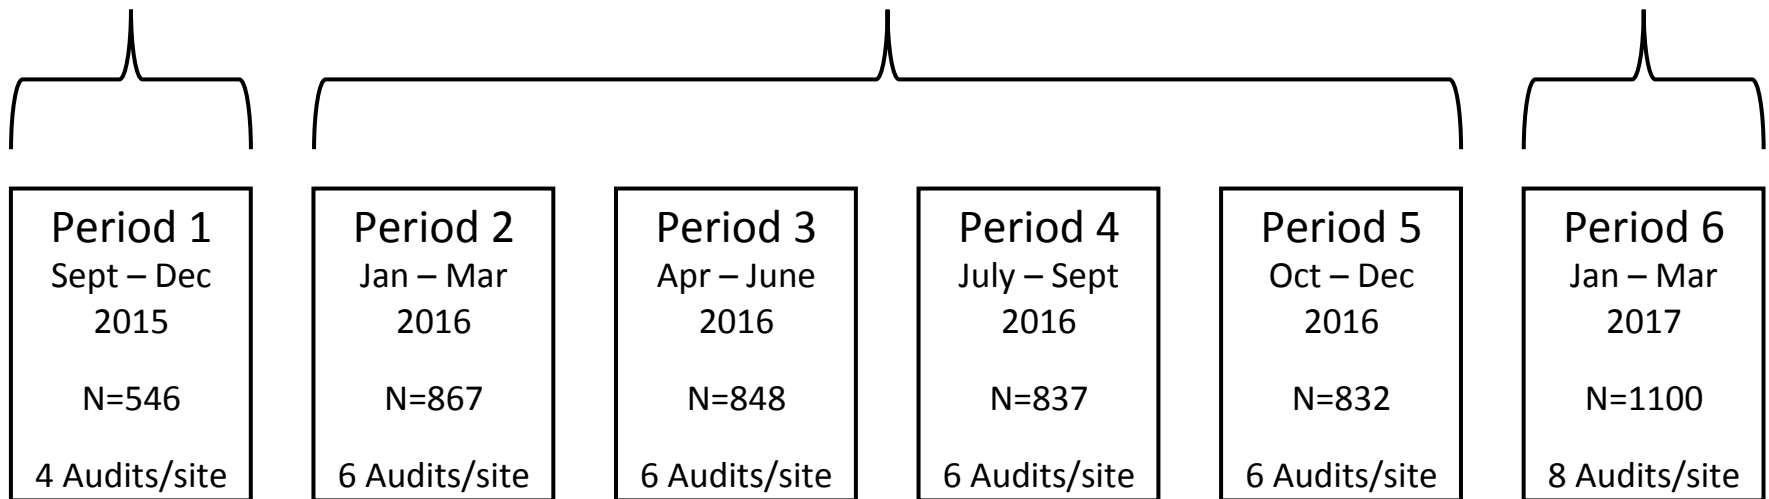 Period 1
Sept – Dec
2015
N=546
4 Audits/site
Period 2
Jan – Mar
2016
N=867
6 Audits/site
Period 3
Apr – June
2016
N=848
6 Audits/site
Period 4
July – Sept
2016
N=837
6 Audits/site
Period 5
Oct – Dec
2016
N=832
6 Audits/site
Period 6
Jan – Mar
2017
N=1100
8 Audits/site